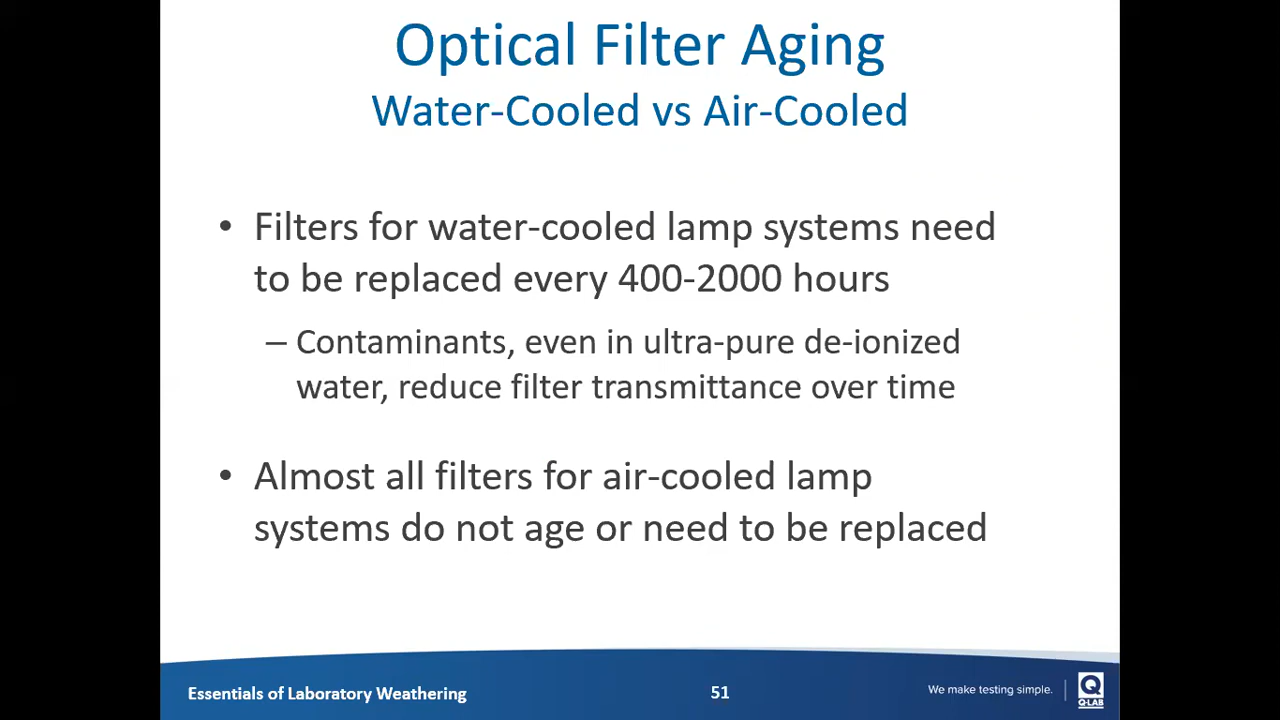 Optical Filter Aging
Water-Cooled vs Air-Cooled
• Filters for water-cooled lamp systems need
to be replaced every 400-2000 hours
– Contaminants, even in ultra-pure de-ionized
water, reduce filter transmittance over time
• Almost all filters for air-cooled lamp
systems do not age or need to be replaced
Essentials of Laboratory Weathering
51
We make testing simple.
Q
Q-LAB